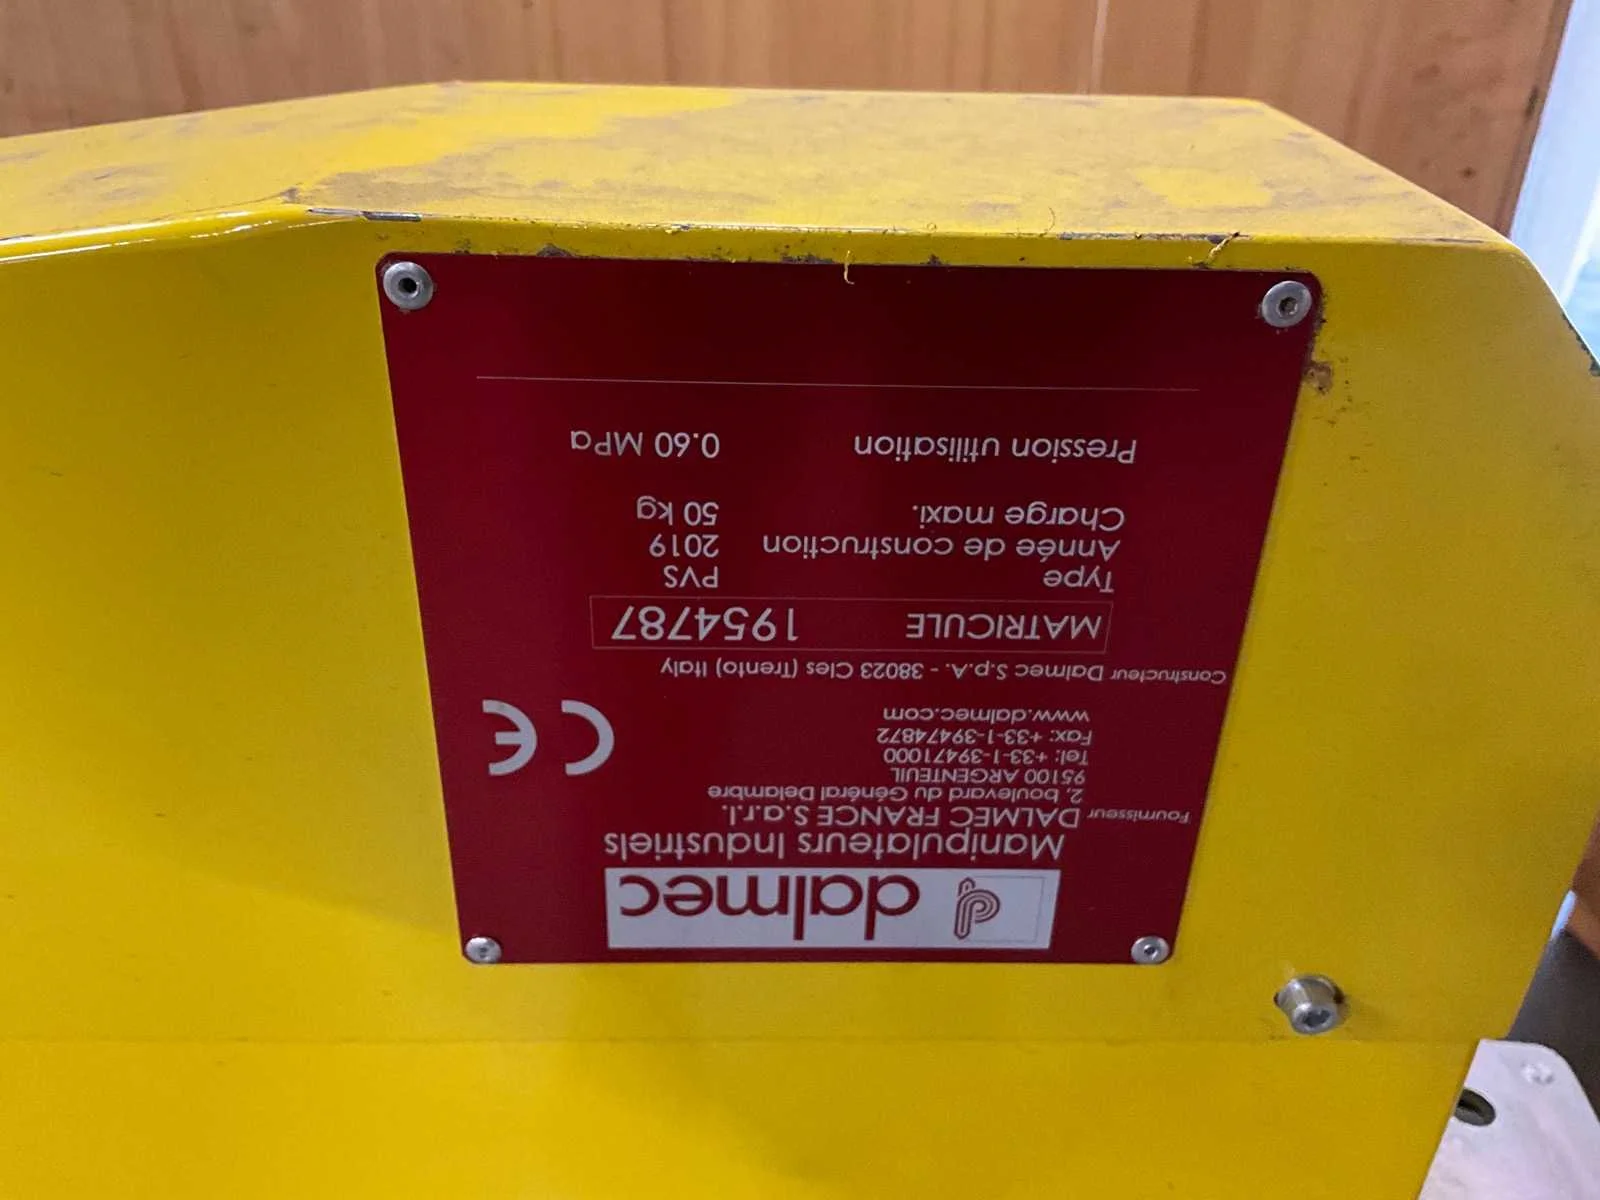 dalmec
Manipulateurs Industriels
Fournisseur DALMEC FRANCE S.a.r.l.
2, boulevard du Général Delambre
95100 ARGENTEUIL
Tel: +33-1-39471000
Fax: +33-1-39474872
www.dalmec.com
CE
Constructeur Dalmec S.p.A. - 38023 Cles (Trento) Italy
MATRICULE 1954787
Type PVS
Année de construction 2019
Charge maxi. 50 kg
Pression utilisation 0.60 MPa